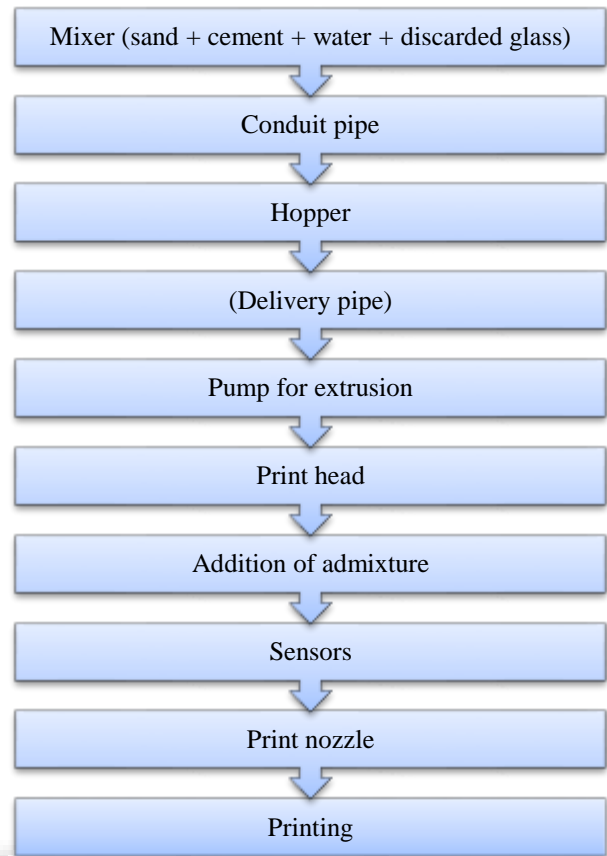 Mixer (sand + cement + water + discarded glass)
Conduit pipe
Hopper
(Delivery pipe)
Pump for extrusion
Print head
Addition of admixture
Sensors
Print nozzle
Printing